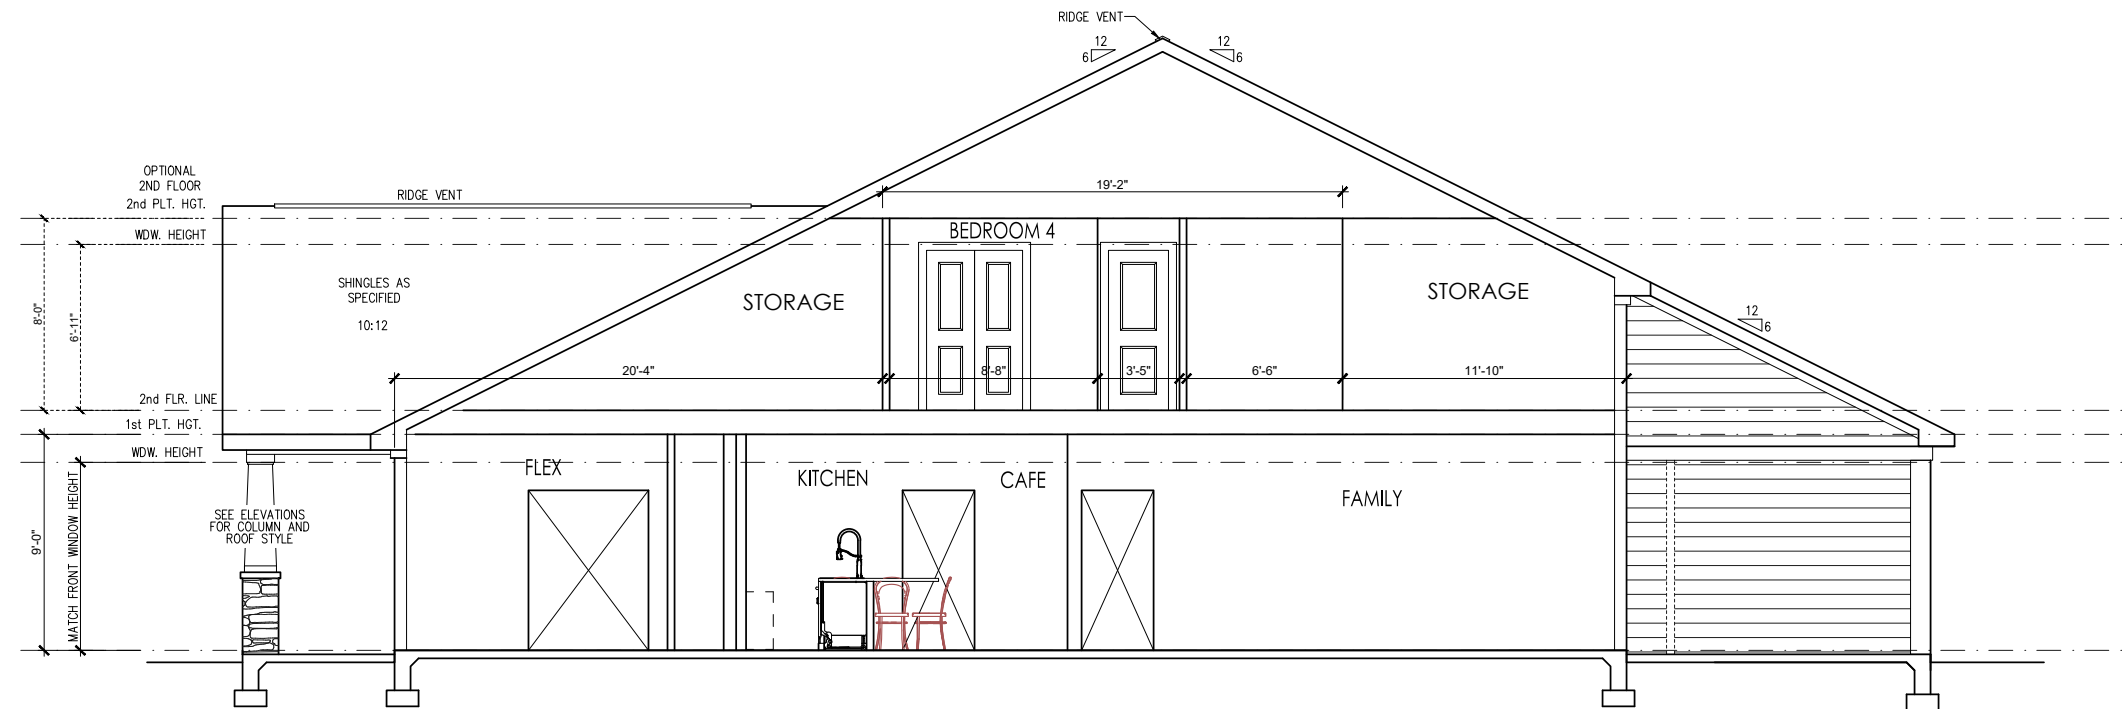 RIDGE VENT
12
6
12
6
OPTIONAL
2ND FLOOR
2nd PLT. HGT.
RIDGE VENT
19'-2"
WDW. HEIGHT
BEDROOM 4
SHINGLES AS
SPECIFIED
10:12
STORAGE
STORAGE
12
6
8'-0"
6'-11"
20'-4"
8'-8"
3'-5"
6'-6"
11'-10"
2nd FLR. LINE
1st PLT. HGT.
WDW. HEIGHT
FLEX
KITCHEN
CAFE
FAMILY
SEE ELEVATIONS
FOR COLUMN AND
ROOF STYLE
9'-0"
MATCH FRONT WINDOW HEIGHT